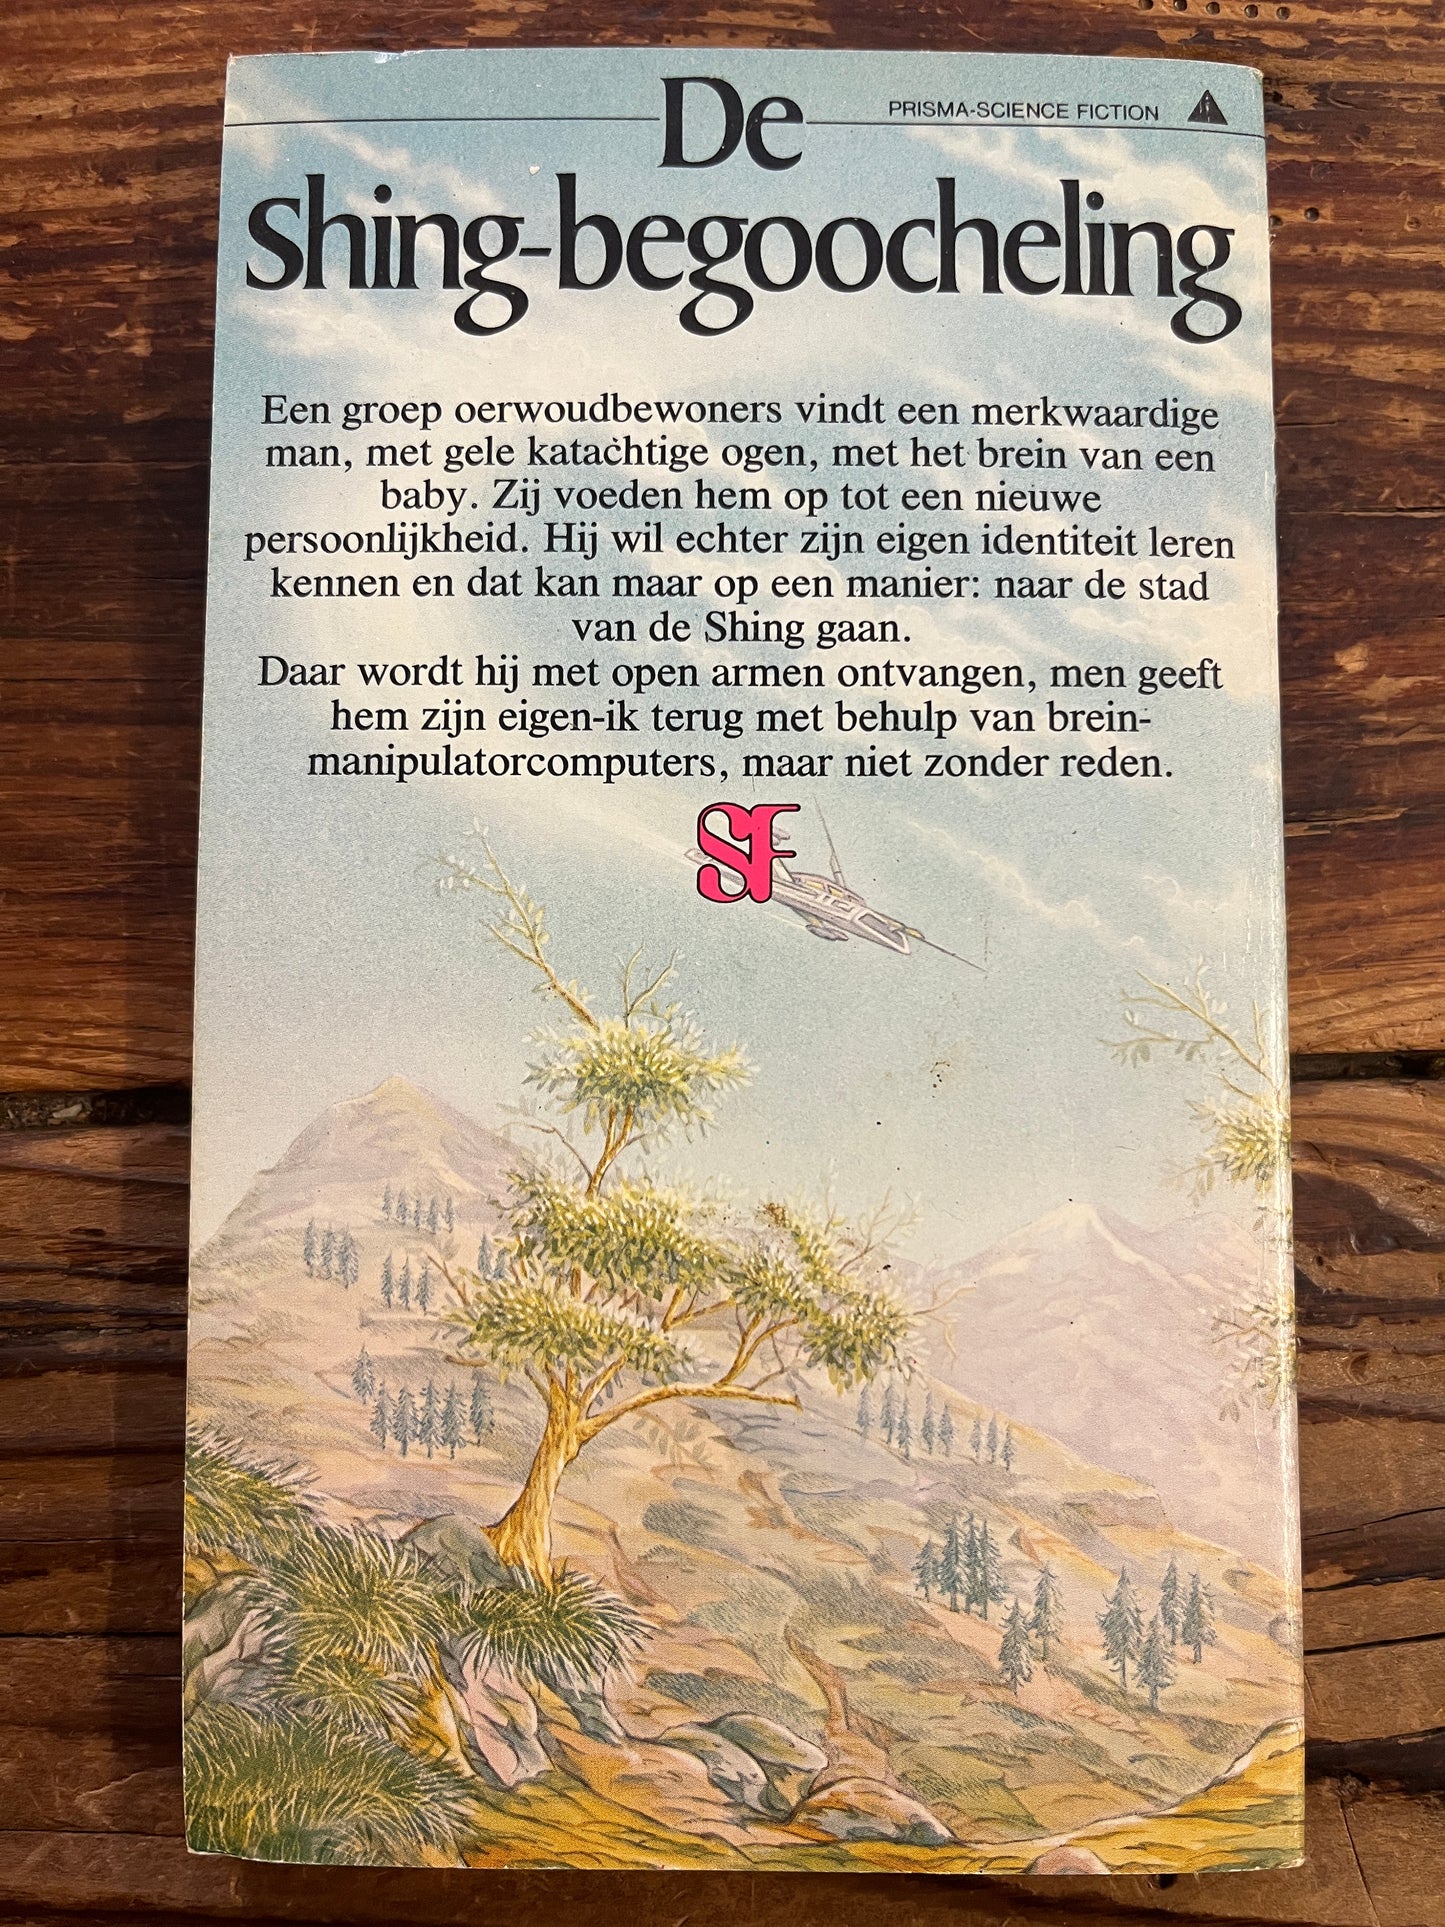 PRISMA-SCIENCE FICTION
De
Shing-begoocheling
Een groep oerwoudbewoners vindt een merkwaardige
man, met gele katachtige ogen, met het brein van een
baby. Zij voeden hem op tot een nieuwe
persoonlijkheid. Hij wil echter zijn eigen identiteit leren
kennen en dat kan maar op een manier: naar de stad
van de Shing gaan.
Daar wordt hij met open armen ontvangen, men geeft
hem zijn eigen-ik terug met behulp van brein-
manipulatorcomputers, maar niet zonder reden.
SF